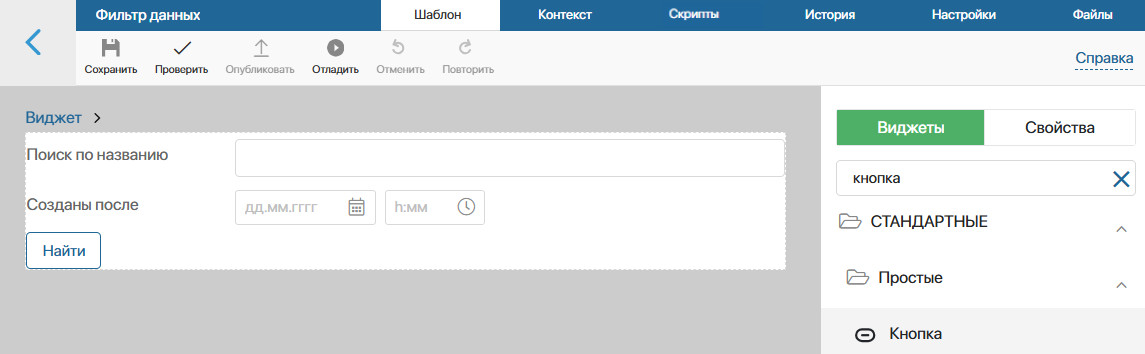 Фильтр данных Шаблон Контекст Скрипты История Настройки Файлы
Сохранить Проверить Опубликовать Отладить Отменить Повторить Справка
Виджет
Виджеты Свойства
Поиск по названию
кнопка
Созданы после дд.мм.гггг h:мм
СТАНДАРТНЫЕ
Найти
Простые
Кнопка